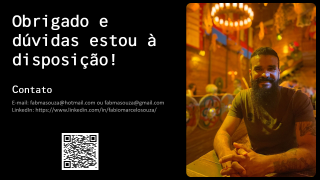 Obrigado e
dúvidas estou à
disposição!
Contato
E-mail: fabmasouza@hotmail.com ou fabmasouza@gmail.com
LinkedIn: https://www.linkedin.com/in/fabiomarcelosouza/